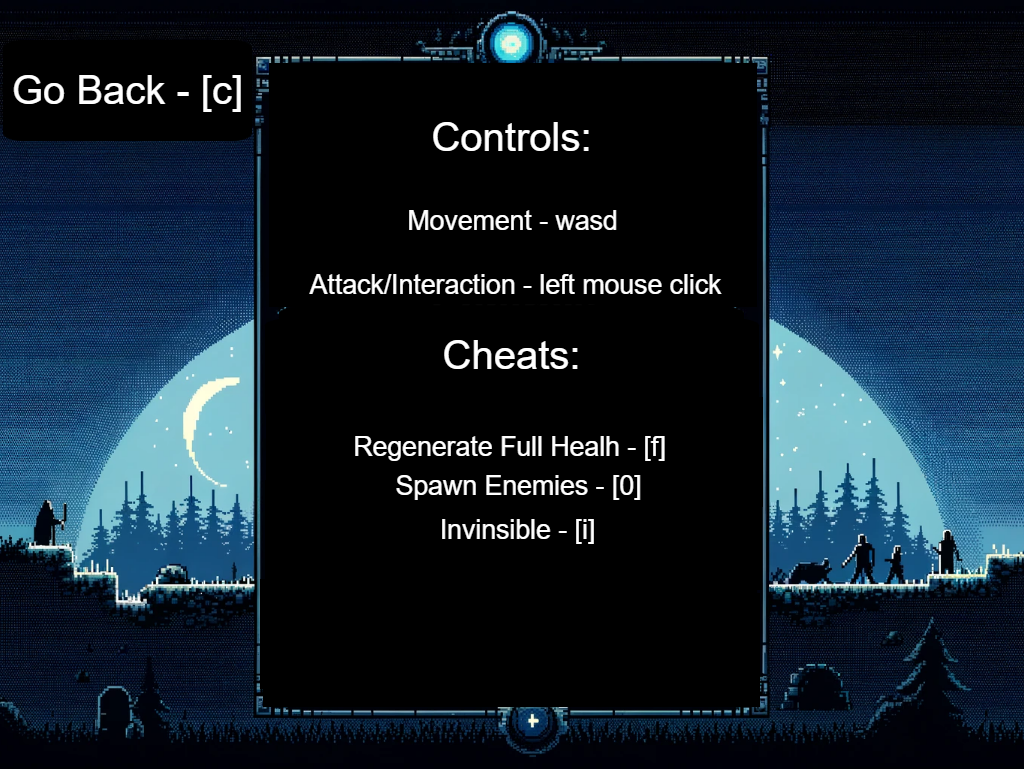 Go Back - [c]
Controls:
Movement - wasd
Attack/Interaction - left mouse click
Cheats:
Regenerate Full Healh - [f]
Spawn Enemies - [0]
Invinsible - [i]